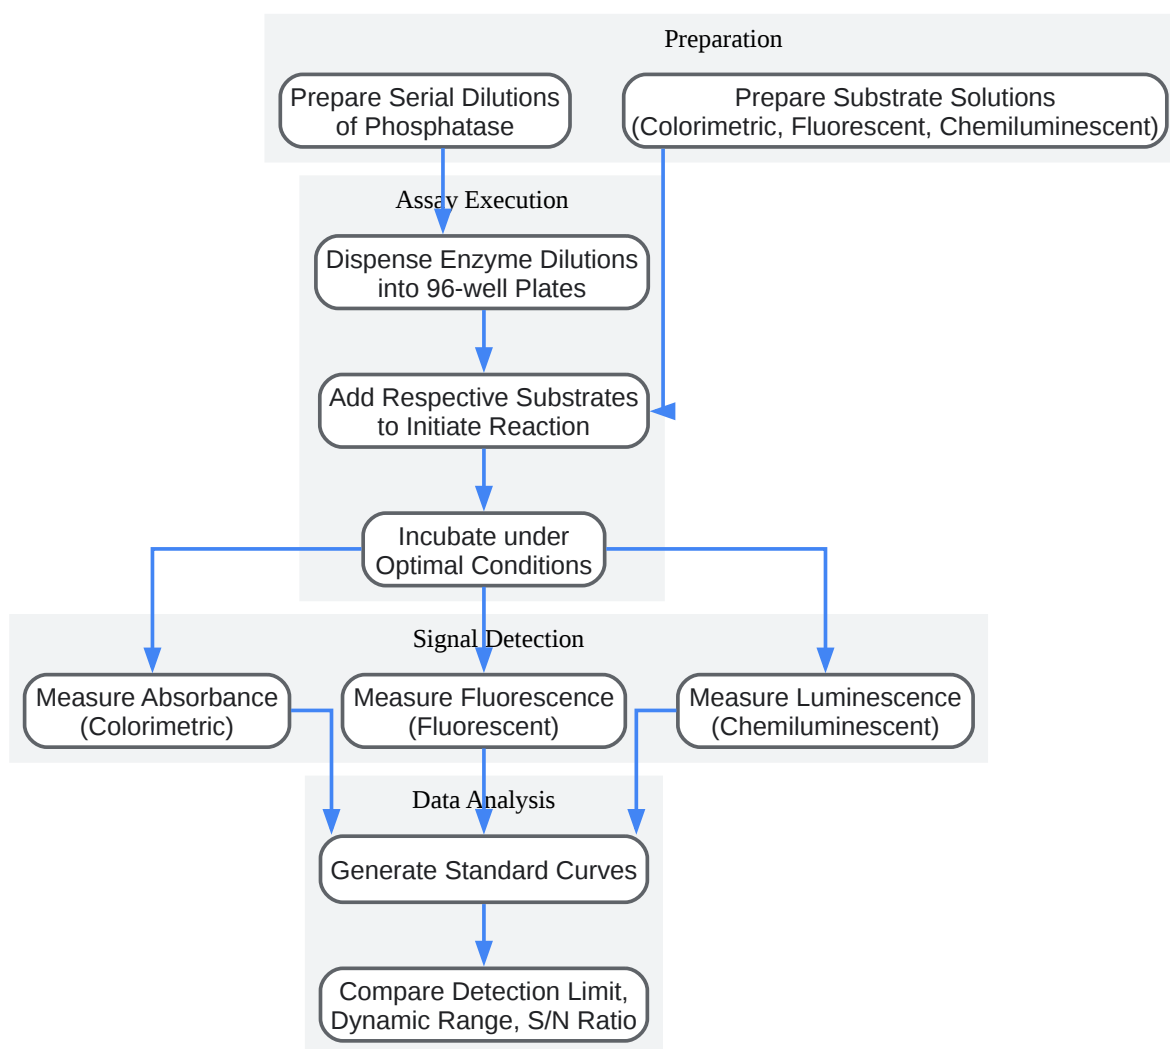 Preparation
Prepare Serial Dilutions
of Phosphatase
Prepare Substrate Solutions
(Colorimetric, Fluorescent, Chemiluminescent)
Assay Execution
Dispense Enzyme Dilutions
into 96-well Plates
Add Respective Substrates
to Initiate Reaction
Incubate under
Optimal Conditions
Signal Detection
Measure Absorbance
(Colorimetric)
Measure Fluorescence
(Fluorescent)
Measure Luminescence
(Chemiluminescent)
Data Analysis
Generate Standard Curves
Compare Detection Limit,
Dynamic Range, S/N Ratio